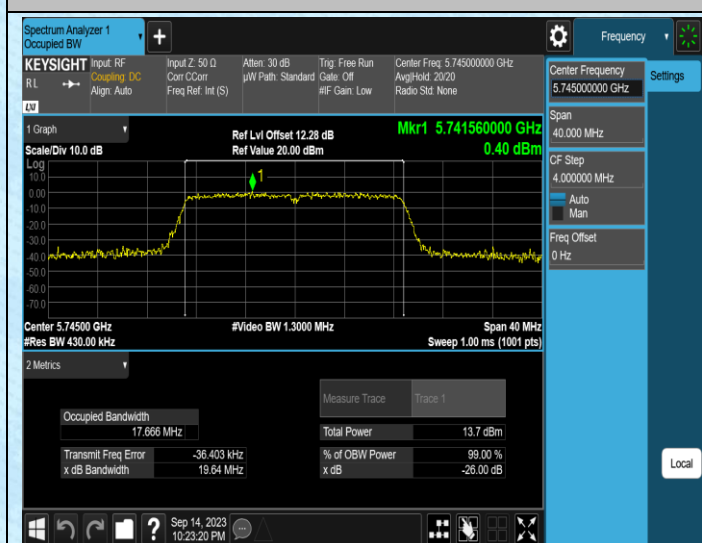 Spectrum Analyzer 1
Occupied BW
Frequency
KEYSIGHT
RL
LXI
Input: RF
Coupling: DC
Align: Auto
Input Z: 50 Ω
Corr CCorr
Freq Ref: Int (S)
Atten: 30 dB
µW Path: Standard
Trig: Free Run
Gate: Off
#IF Gain: Low
Center Freq: 5.745000000 GHz
Avg|Hold: 20/20
Radio Std: None
Center Frequency
5.745000000 GHz
Settings
Span
40.000 MHz
CF Step
4.000000 MHz
Auto
Man
Freq Offset
0 Hz
1 Graph
Scale/Div 10.0 dB
Ref Lvl Offset 12.28 dB
Ref Value 20.00 dBm
Mkr1 5.741560000 GHz
0.40 dBm
Log
10.0
0.00
-10.0
-20.0
-30.0
-40.0
-50.0
-60.0
-70.0
1
Center 5.74500 GHz
#Res BW 430.00 kHz
#Video BW 1.3000 MHz
Span 40 MHz
Sweep 1.00 ms (1001 pts)
2 Metrics
Measure Trace
Trace 1
Occupied Bandwidth
17.666 MHz
Total Power
13.7 dBm
Transmit Freq Error
-36.403 kHz
% of OBW Power
99.00 %
x dB Bandwidth
19.64 MHz
x dB
-26.00 dB
Local
?
Sep 14, 2023
10:23:20 PM